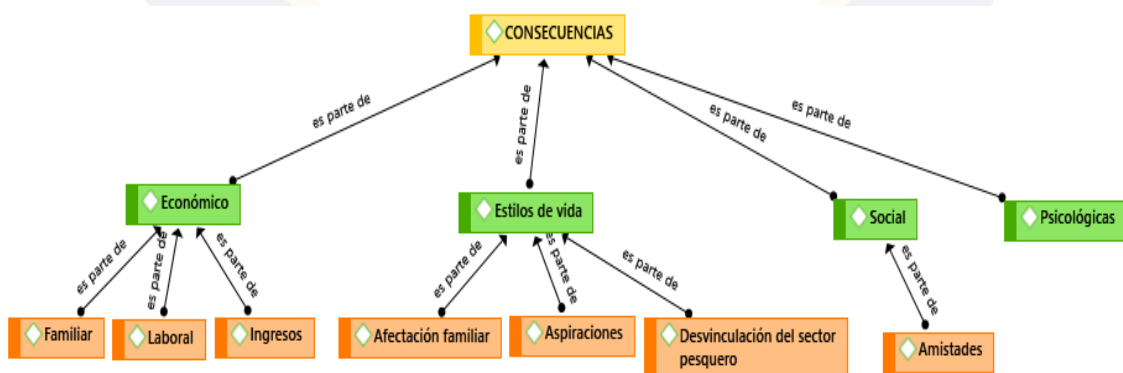 CONSECUENCIAS
es parte de
es parte de
es parte de
es parte de
Económico
Estilos de vida
Social
Psicológicas
es parte de
es parte de
es parte de
es parte de
es parte de
es parte de
es parte de
Familiar
Laboral
Ingresos
Afectación familiar
Aspiraciones
Desvinculación del sector
pesquero
Amistades